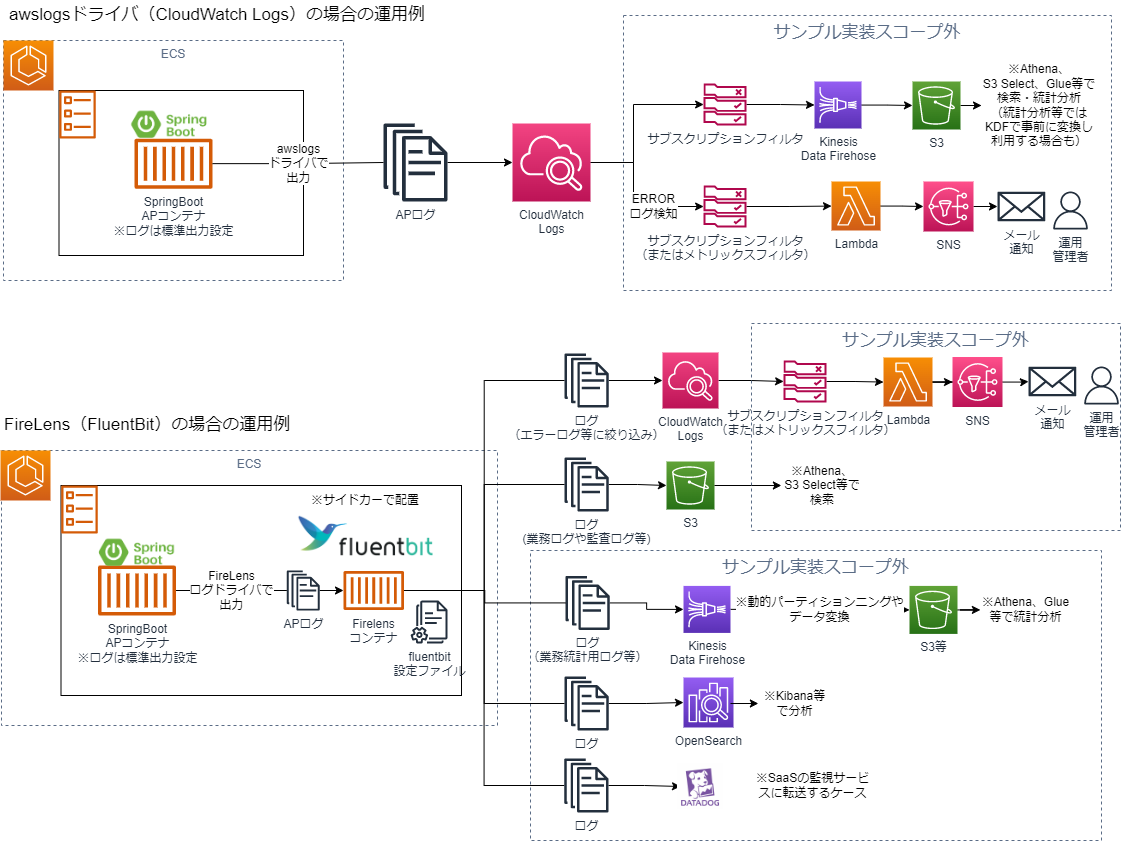 awslogsドライバ（CloudWatch Logs）の場合の運用例
ECS
Spring
Boot
SpringBoot
APコンテナ
※ログは標準出力設定
awslogs
ドライバで
出力
APログ
CloudWatch
Logs
サンプル実装スコープ外
サブスクリプションフィルタ
Kinesis
Data Firehose
S3
※Athena、
S3 Select、Glue等で
検索・統計分析
（統計分析等では
KDFで事前に変換し
利用する場合も）
ERROR
ログ検知
サブスクリプションフィルタ
（またはメトリックスフィルタ）
Lambda
SNS
メール
通知
運用
管理者
FireLens（FluentBit）の場合の運用例
ECS
Spring
Boot
SpringBoot
APコンテナ
※ログは標準出力設定
FireLens
ログドライバで
出力
APログ
※サイドカーで配置
fluentbit
Firelens
コンテナ
fluentbit
設定ファイル
ログ
（エラーログ等に絞り込み）
CloudWatch
Logs
サンプル実装スコープ外
サブスクリプションフィルタ
（またはメトリックスフィルタ）
Lambda
SNS
メール
通知
運用
管理者
ログ
（業務ログや監査ログ等）
S3
※Athena、
S3 Select等で
検索
サンプル実装スコープ外
ログ
（業務統計用ログ等）
Kinesis
Data Firehose
※動的パーティションニングや
データ変換
S3等
※Athena、Glue
等で統計分析
ログ
OpenSearch
※Kibana等
で分析
ログ
DATADOG
※SaaSの監視サービ
スに転送するケース